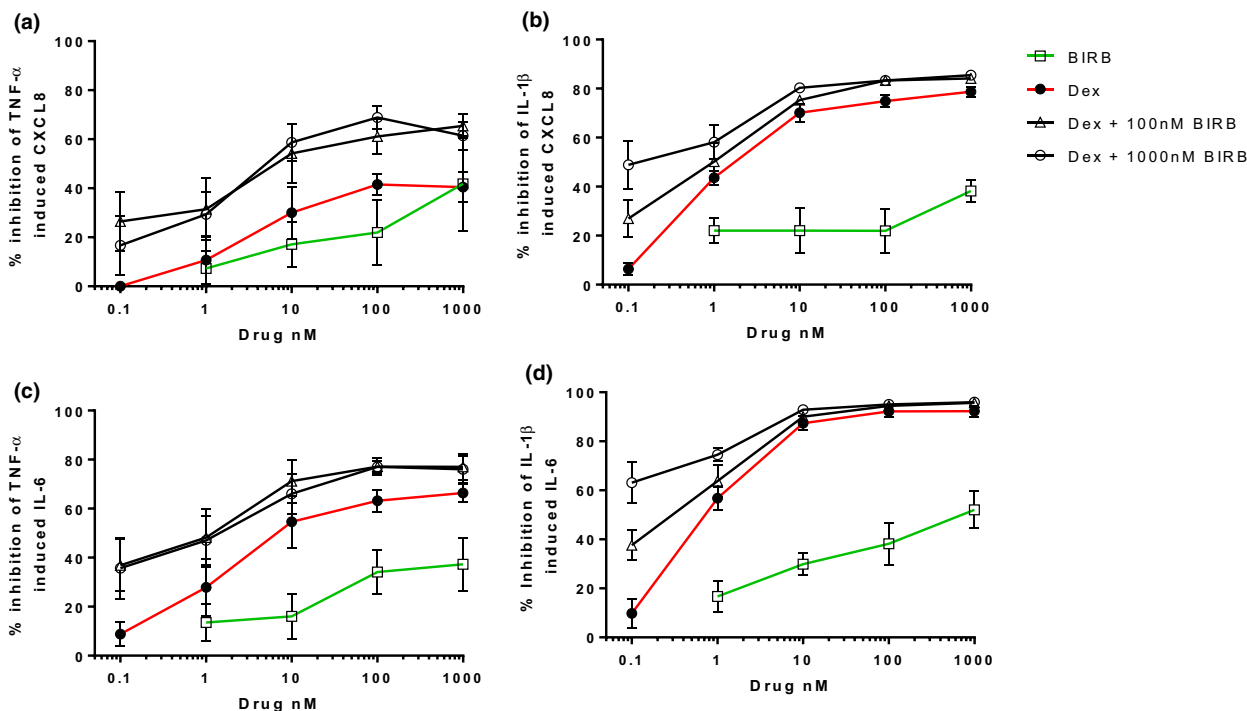 (a)
% inhibition of TNF-α
induced CXCL8
100
80
60
40
20
0
0.1 1 10 100 1000
Drug nM
(b)
% inhibition of IL-1β
induced CXCL8
100
80
60
40
20
0
0.1 1 10 100 1000
Drug nM
BIRB
Dex
Dex + 100nM BIRB
Dex + 1000nM BIRB
(c)
% inhibition of TNF-α
induced IL-6
100
80
60
40
20
0
0.1 1 10 100 1000
Drug nM
(d)
% Inhibition of IL-1β
induced IL-6
100
80
60
40
20
0
0.1 1 10 100 1000
Drug nM